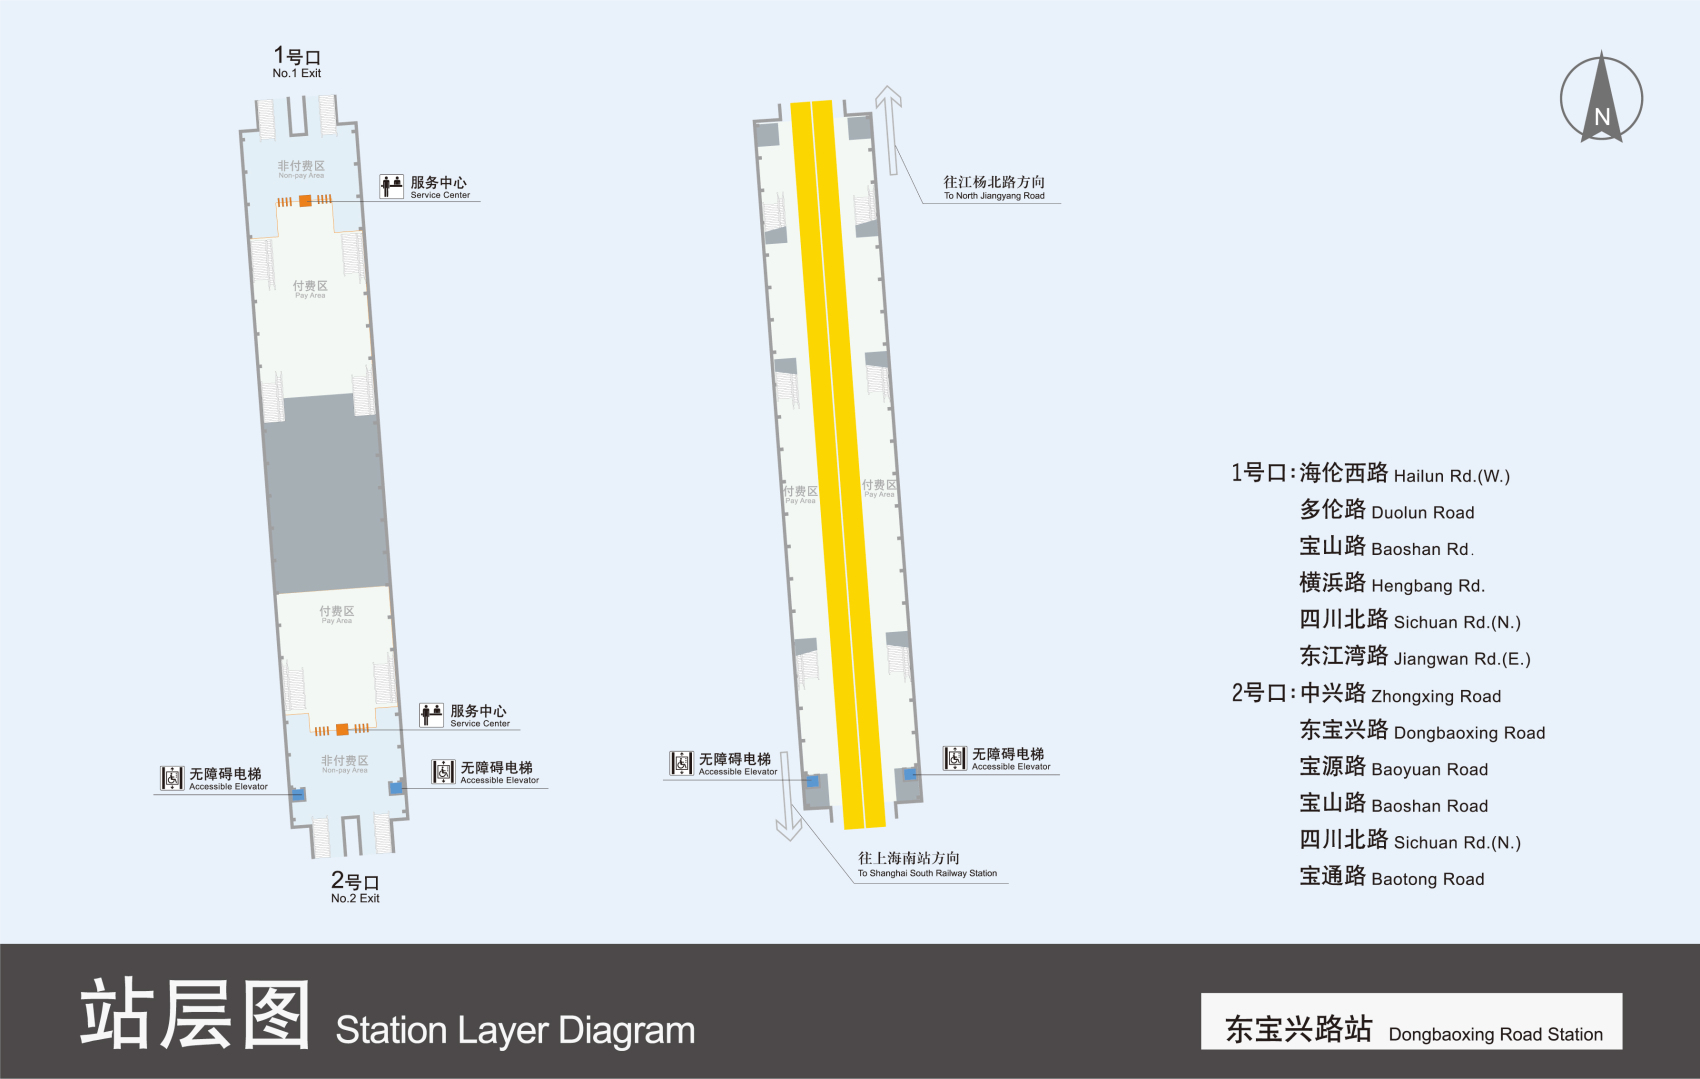 1号口
No.1 Exit
非付费区
Non-pay Area
服务中心
Service Center
付费区
Pay Area
付费区
Pay Area
服务中心
Service Center
非付费区
Non-pay Area
无障碍电梯
Accessible Elevator
无障碍电梯
Accessible Elevator
2号口
No.2 Exit
往江杨北路方向
To North Jiangyang Road
付费区
Pay Area
付费区
Pay Area
无障碍电梯
Accessible Elevator
无障碍电梯
Accessible Elevator
往上海南站方向
To Shanghai South Railway Station
N
1号口：海伦西路 Hailun Rd.(W.)
多伦路 Duolun Road
宝山路 Baoshan Rd.
横浜路 Hengbang Rd.
四川北路 Sichuan Rd.(N.)
东江湾路 Jiangwan Rd.(E.)
2号口：中兴路 Zhongxing Road
东宝兴路 Dongbaoxing Road
宝源路 Baoyuan Road
宝山路 Baoshan Road
四川北路 Sichuan Rd.(N.)
宝通路 Baotong Road
站层图 Station Layer Diagram
东宝兴路站 Dongbaoxing Road Station